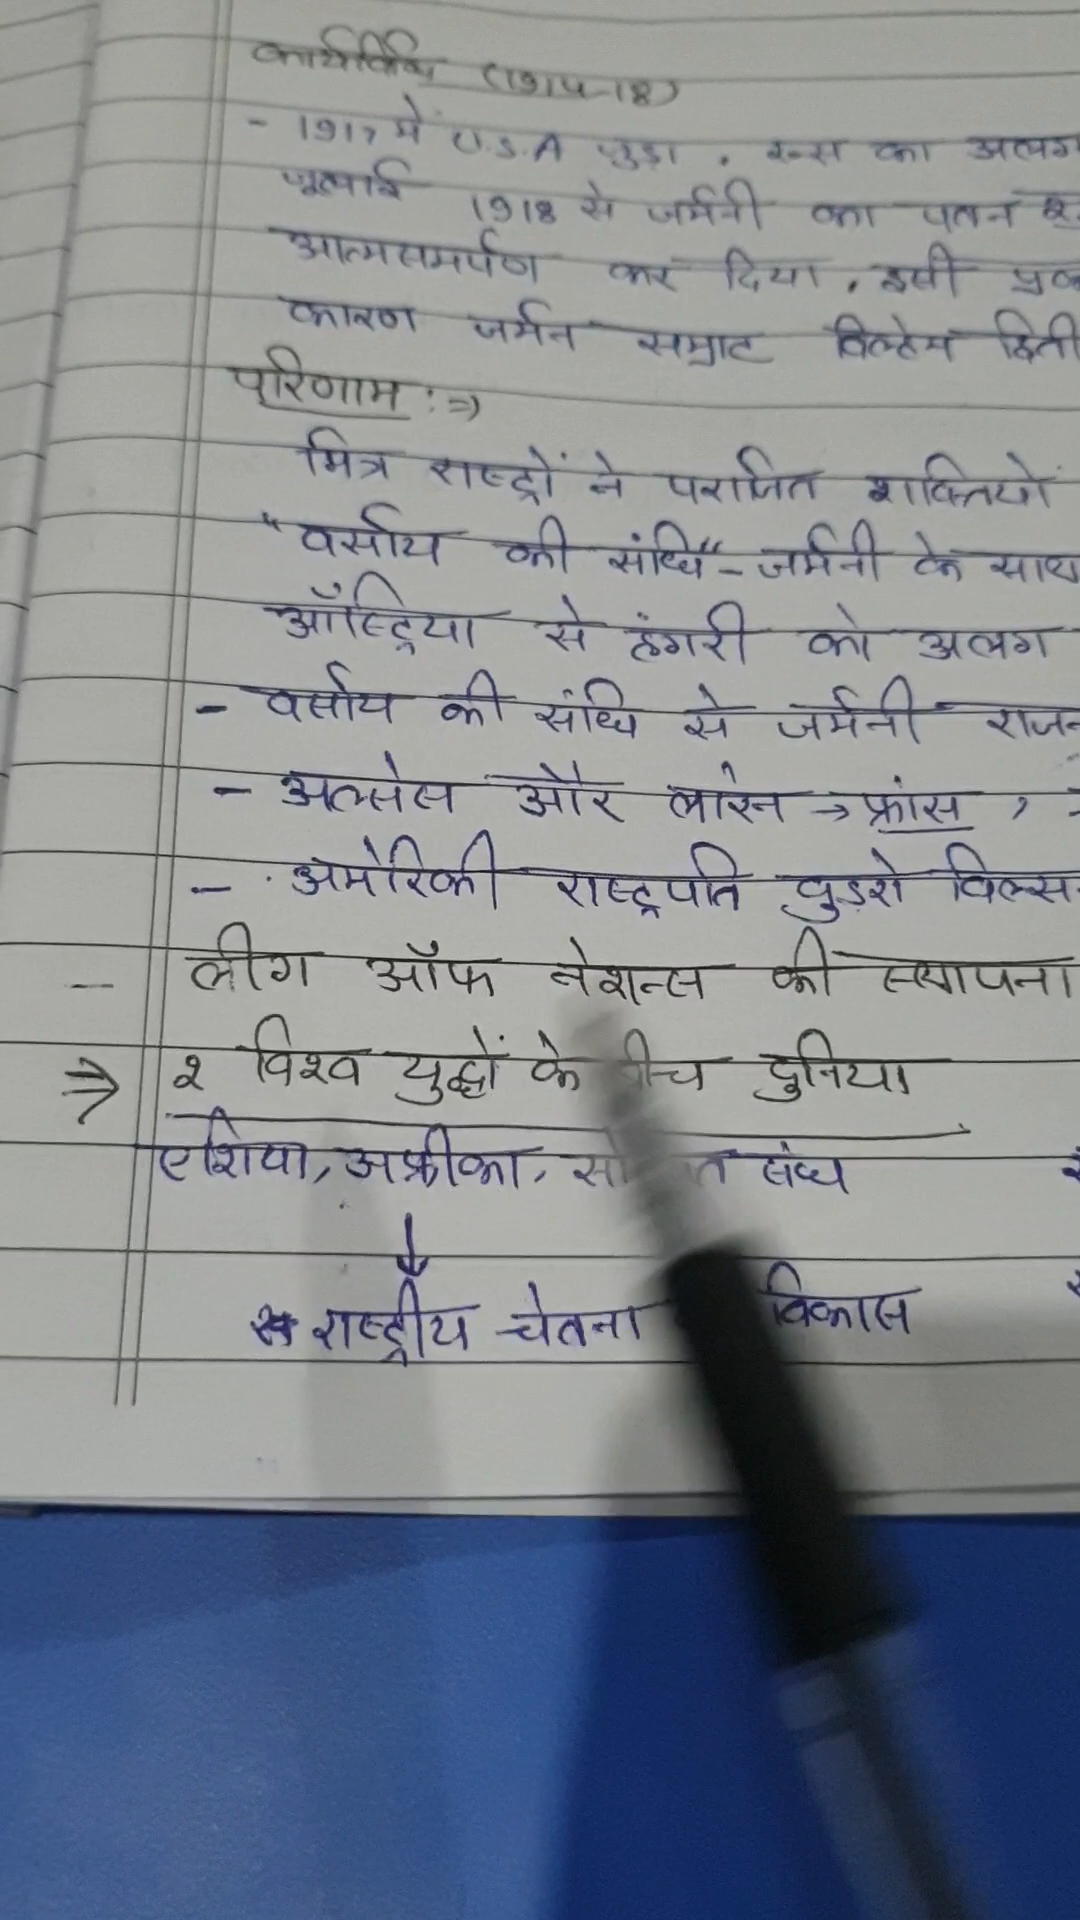 कार्यविधि (1914-18)
- 1917 में U.S.A जुड़ा . रूस का अलग
जूलाई 1918 से जर्मनी का पतन
आत्मसमर्पण कर दिया. इसी
कारण जर्मन सम्राट विल्हेम
परिणाम :⇒
मित्र राष्ट्रों ने पराजित शक्तियों
"वर्साय की संधि" - जर्मनी के साथ
ऑस्ट्रिया से हंगरी को अलग
- वर्साय की संधि से जर्मनी
- अल्सेस और लारेन → फ्रांस ,
- अमेरिकी राष्ट्रपति वुडरो
- लीग ऑफ नेशन्स की स्थापना
⇒ २ विश्व युद्धों के बीच दुनिया
एशिया, अफ्रीका, संघ
↓
राष्ट्रीय चेतना विकास